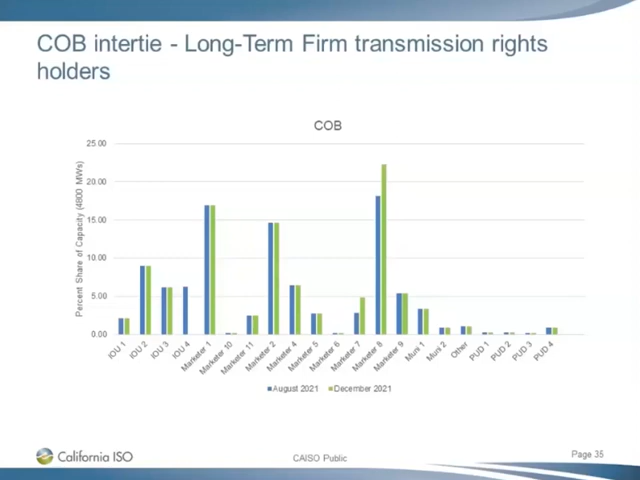 COB intertie - Long-Term Firm transmission rights
holders
COB
Percent Share of Capacity (4800 MWs)
25.00
20.00
15.00
10.00
5.00
0.00
IOU 1
IOU 2
IOU 3
IOU 4
Marketer 1
Marketer 10
Marketer 11
Marketer 2
Marketer 4
Marketer 5
Marketer 6
Marketer 7
Marketer 8
Marketer 9
Muni 1
Muni 2
Other
PUD 1
PUD 2
PUD 3
PUD 4
August 2021
December 2021
California ISO
CAISO Public
Page 35